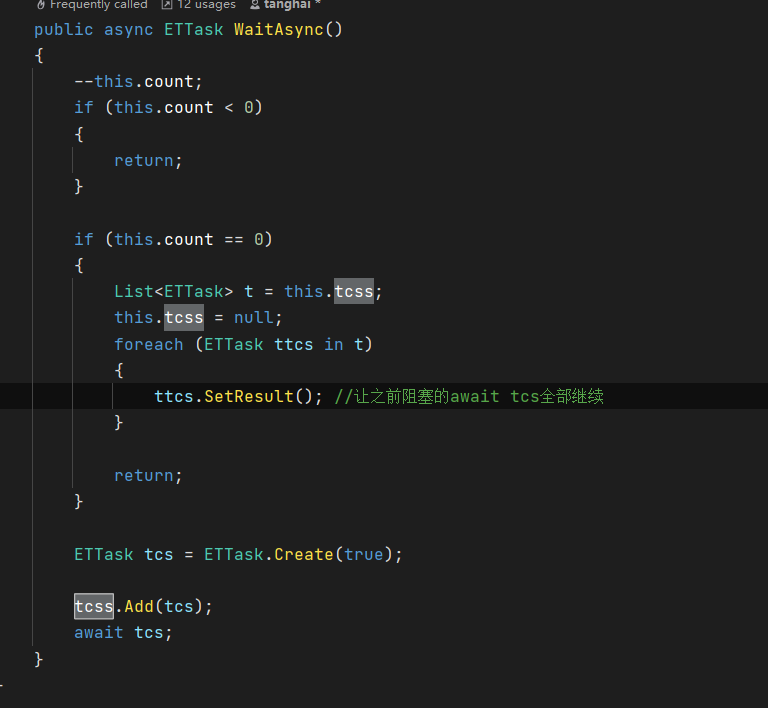 Frequently called 12 usages tanghai *
public async ETTask WaitAsync()
{
--this.count;
if (this.count < 0)
{
return;
}
if (this.count == 0)
{
List<ETTask> t = this.tcss;
this.tcss = null;
foreach (ETTask ttcs in t)
{
ttcs.SetResult(); //让之前阻塞的await tcs全部继续
}
return;
}
ETTask tcs = ETTask.Create(true);
tcss.Add(tcs);
await tcs;
}